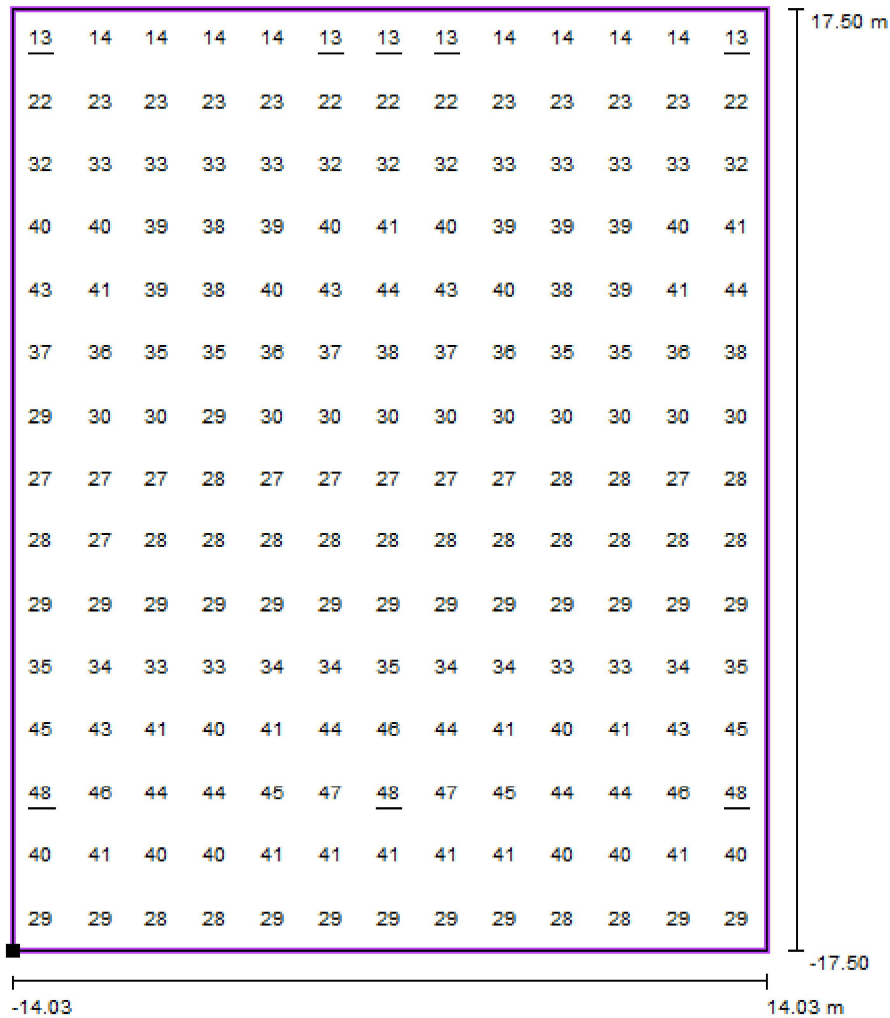 13 14 14 14 14 13 13 13 14 14 14 14 13
17.50 m
22 23 23 23 23 22 22 22 23 23 23 23 22
32 33 33 33 33 32 32 32 33 33 33 33 32
40 40 39 38 39 40 41 40 39 39 39 40 41
43 41 39 38 40 43 44 43 40 38 39 41 44
37 36 35 35 36 37 38 37 36 35 35 36 38
29 30 30 29 30 30 30 30 30 30 30 30 30
27 27 27 28 27 27 27 27 27 28 28 27 28
28 27 28 28 28 28 28 28 28 28 28 28 28
29 29 29 29 29 29 29 29 29 29 29 29 29
35 34 33 33 34 34 35 34 34 33 33 34 35
45 43 41 40 41 44 46 44 41 40 41 43 45
48 46 44 44 45 47 48 47 45 44 44 46 48
40 41 40 40 41 41 41 41 41 40 40 41 40
29 29 28 28 29 29 29 29 29 28 28 29 29
-17.50
-14.03 14.03 m